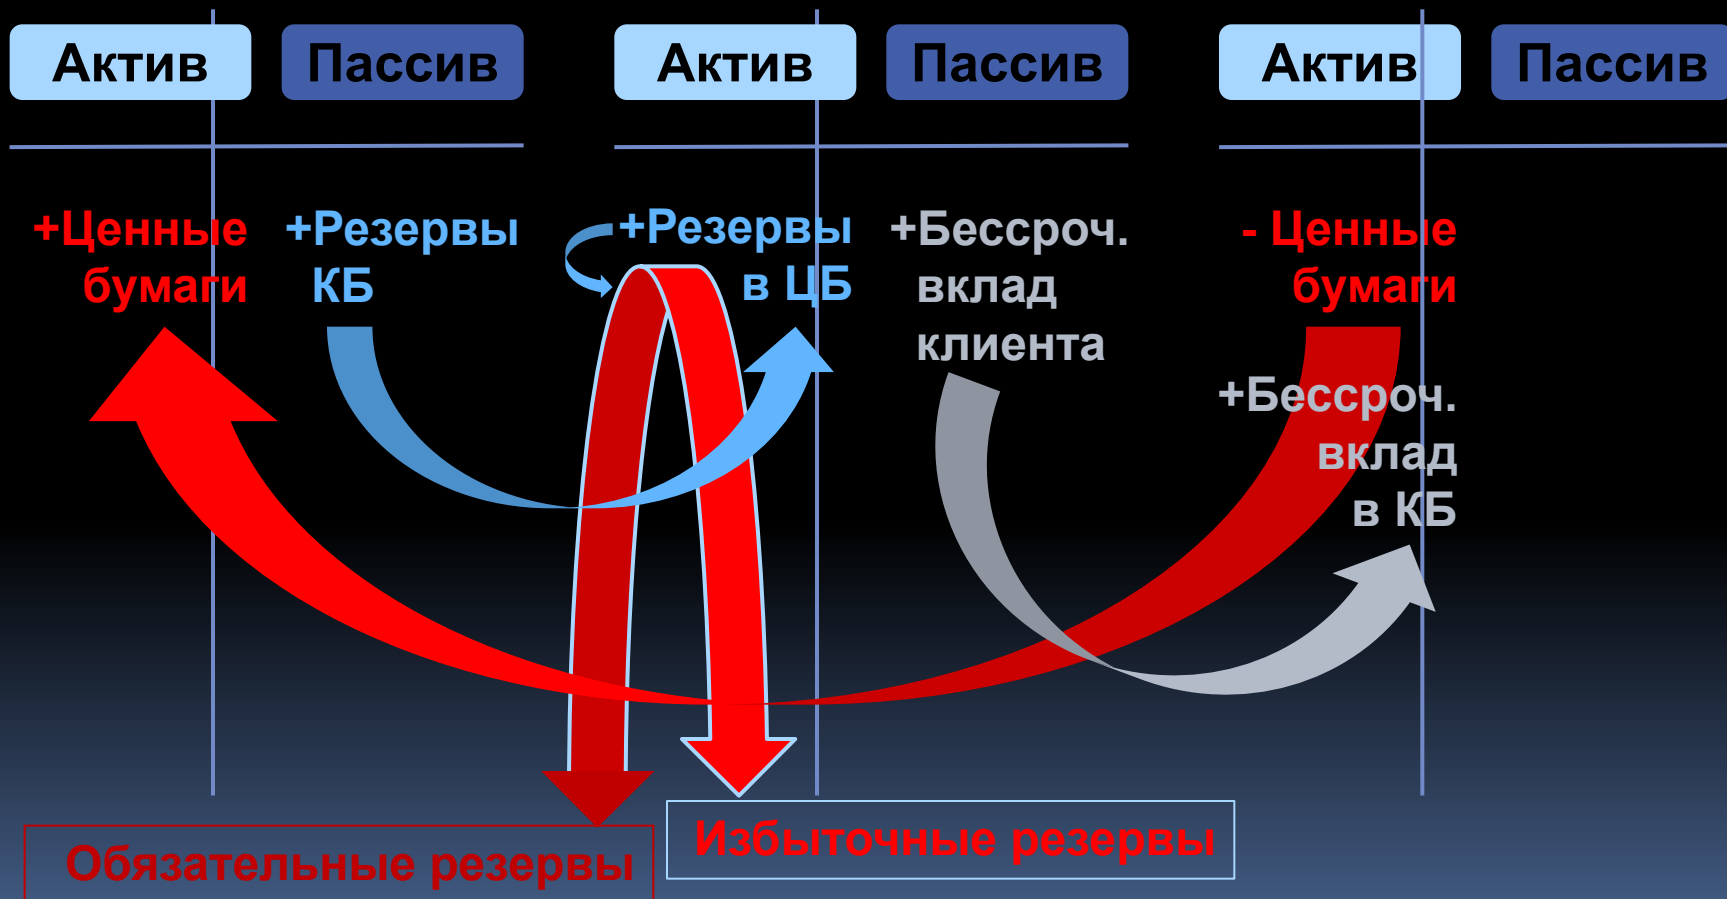 Актив
Пассив
Актив
Пассив
Актив
Пассив
+Ценные
бумаги
+Резервы
КБ
+Резервы
в ЦБ
+Бессроч.
вклад
клиента
- Ценные
бумаги
+Бессроч.
вклад
в КБ
Обязательные резервы
Избыточные резервы